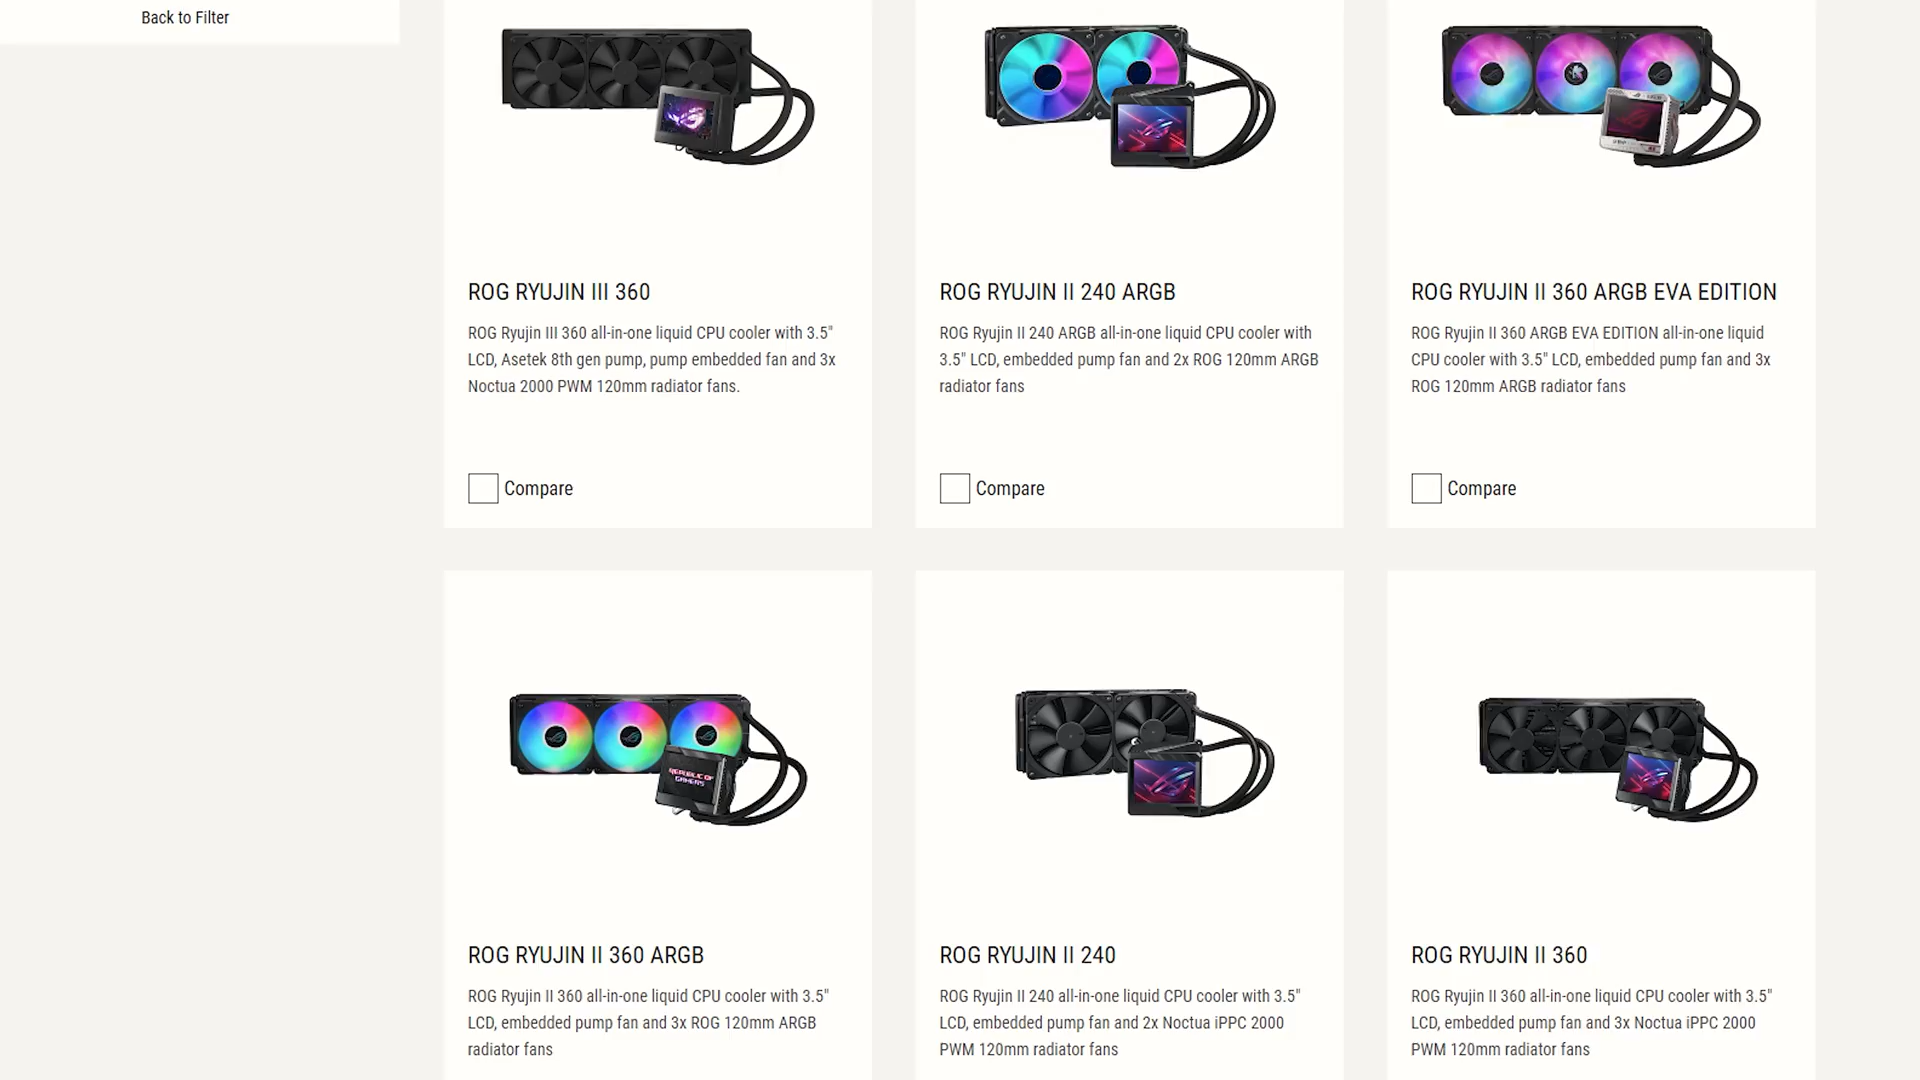 Back to Filter
ROG RYUJIN III 360
ROG Ryujin III 360 all-in-one liquid CPU cooler with 3.5"
LCD, Asetek 8th gen pump, pump embedded fan and 3x
Noctua 2000 PWM 120mm radiator fans.
Compare
ROG RYUJIN II 240 ARGB
ROG Ryujin II 240 ARGB all-in-one liquid CPU cooler with
3.5" LCD, embedded pump fan and 2x ROG 120mm ARGB
radiator fans
Compare
ROG RYUJIN II 360 ARGB EVA EDITION
ROG Ryujin II 360 ARGB EVA EDITION all-in-one liquid
CPU cooler with 3.5" LCD, embedded pump fan and 3x
ROG 120mm ARGB radiator fans
Compare
REPUBLIC OF
GAMERS
ROG RYUJIN II 360 ARGB
ROG Ryujin II 360 all-in-one liquid CPU cooler with 3.5"
LCD, embedded pump fan and 3x ROG 120mm ARGB
radiator fans
ROG RYUJIN II 240
ROG Ryujin II 240 all-in-one liquid CPU cooler with 3.5"
LCD, embedded pump fan and 2x Noctua iPPC 2000
PWM 120mm radiator fans
ROG RYUJIN II 360
ROG Ryujin II 360 all-in-one liquid CPU cooler with 3.5"
LCD, embedded pump fan and 3x Noctua iPPC 2000
PWM 120mm radiator fans